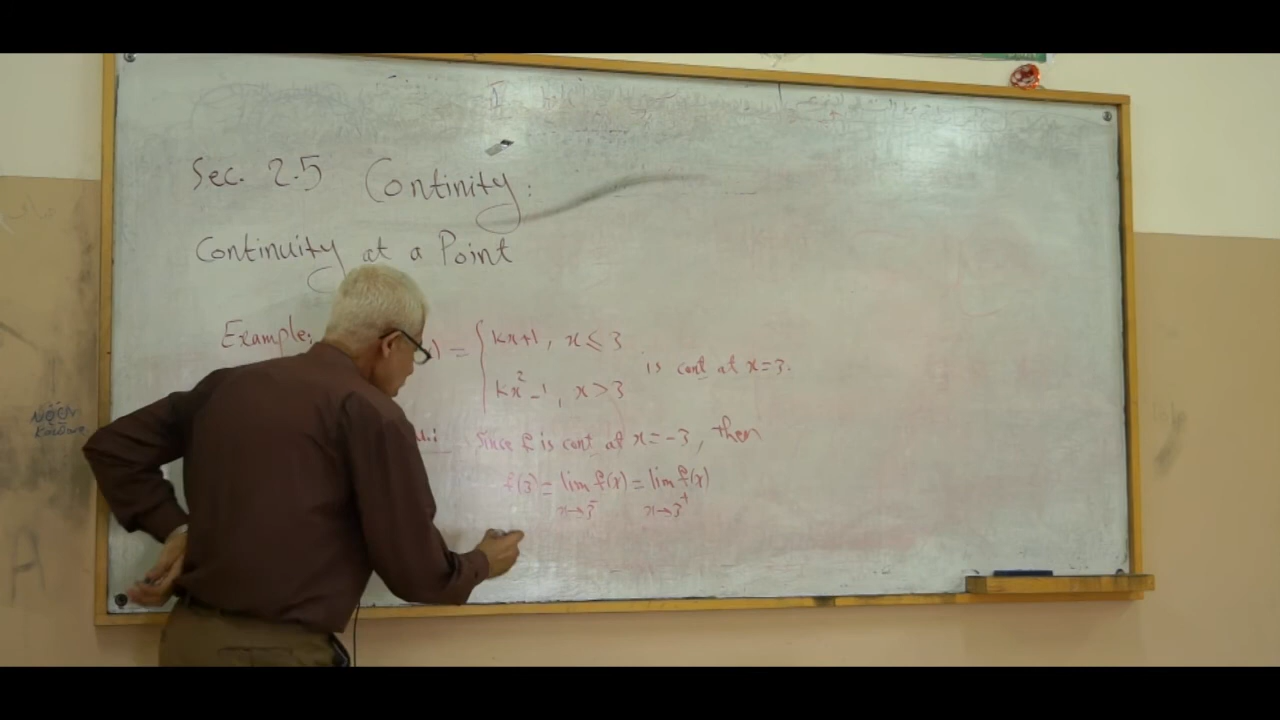 Sec. 2.5 Continity:
Continuity at a Point
Example: ) = { kx+1, x ≤ 3
kx² - 1, x > 3
is cont at x = 3.
Since f is cont at x = -3, then
f(3) = lim f(x) = lim f(x)
x→3⁻ x→3⁺